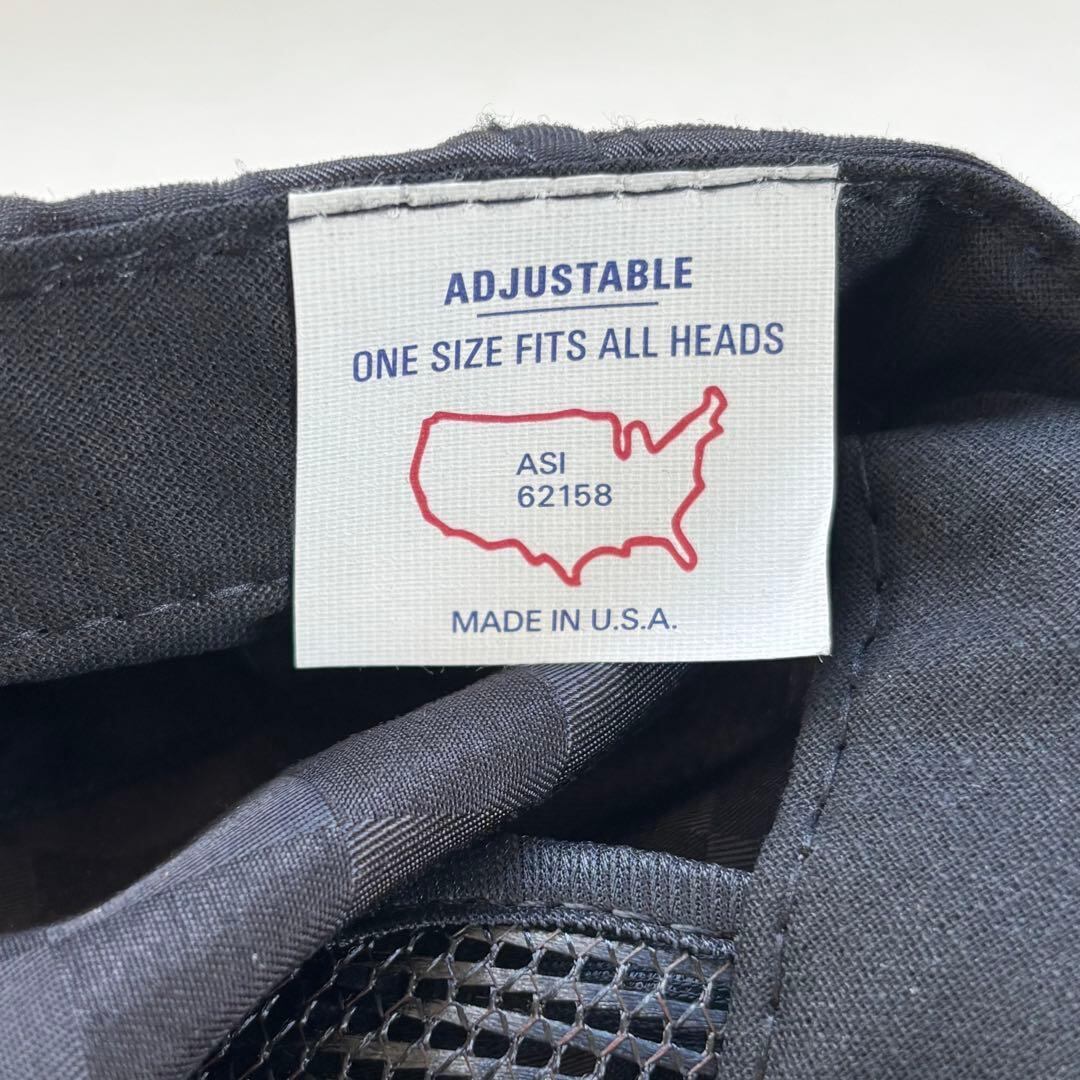 ADJUSTABLE
ONE SIZE FITS ALL HEADS
ASI
62158
MADE IN U.S.A.